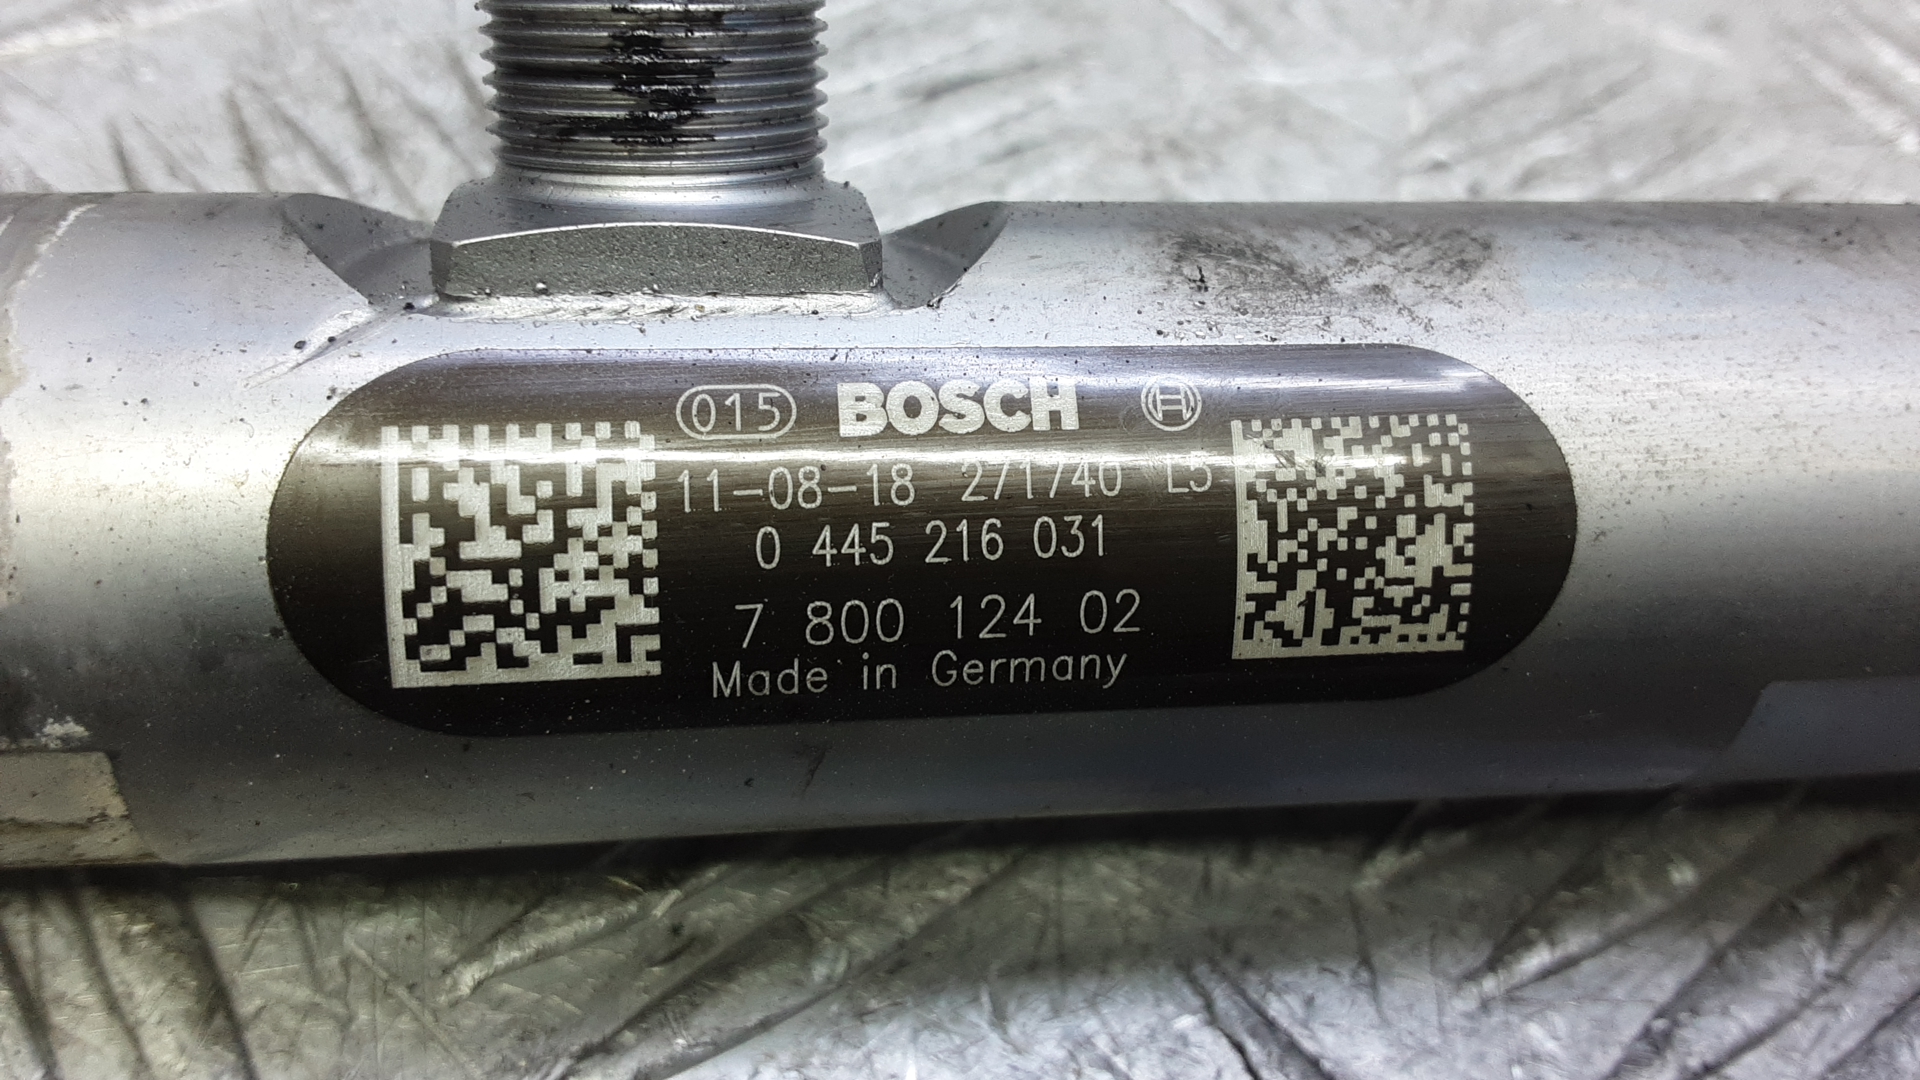 015 BOSCH
11-08-18 271740 L5
0 445 216 031
7 800 124 02
Made in Germany